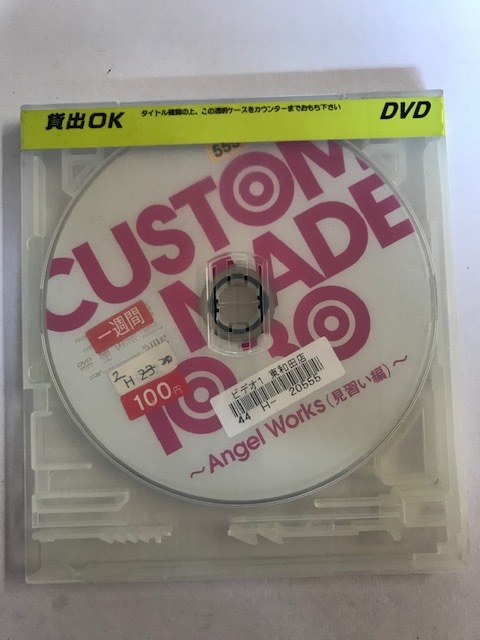 貸出OK
タイトル確認の上、この透明ケースをカウンターまでおもち下さい
DVD
CUSTOM
MADE
10.30
一週間
100円
ビデオ1 東和田店
44 H- 20555
～Angel Works(見習い編)～